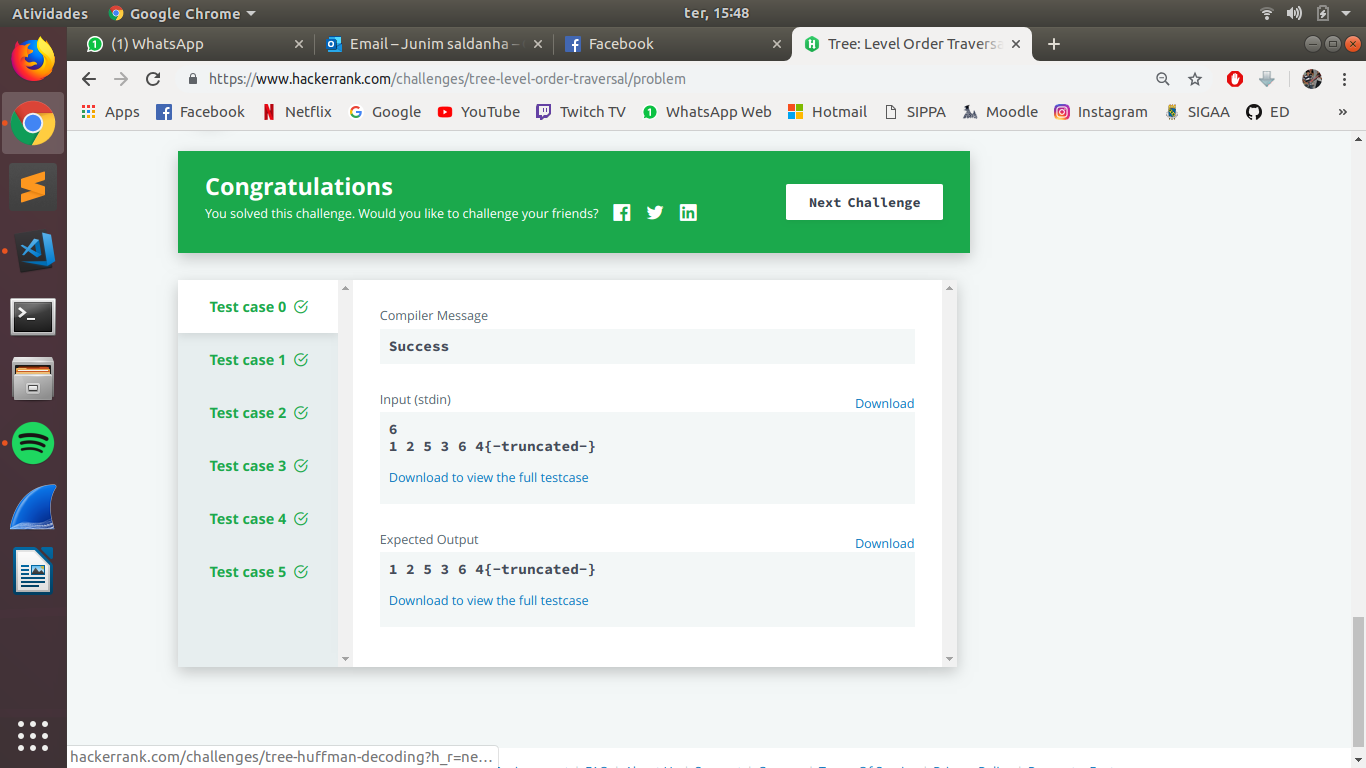 Atividades
Google Chrome
ter, 15:48
(1) WhatsApp
Email – Junim saldanha –
Facebook
Tree: Level Order Travers
https://www.hackerrank.com/challenges/tree-level-order-traversal/problem
Apps
Facebook
Netflix
Google
YouTube
Twitch TV
WhatsApp Web
Hotmail
SIPPA
Moodle
Instagram
SIGAA
ED
»
Congratulations
You solved this challenge. Would you like to challenge your friends?
Next Challenge
Test case 0
Test case 1
Test case 2
Test case 3
Test case 4
Test case 5
Compiler Message
Success
Input (stdin)
Download
6
1 2 5 3 6 4{-truncated-}
Download to view the full testcase
Expected Output
Download
1 2 5 3 6 4{-truncated-}
Download to view the full testcase
hackerrank.com/challenges/tree-huffman-decoding?h_r=ne...